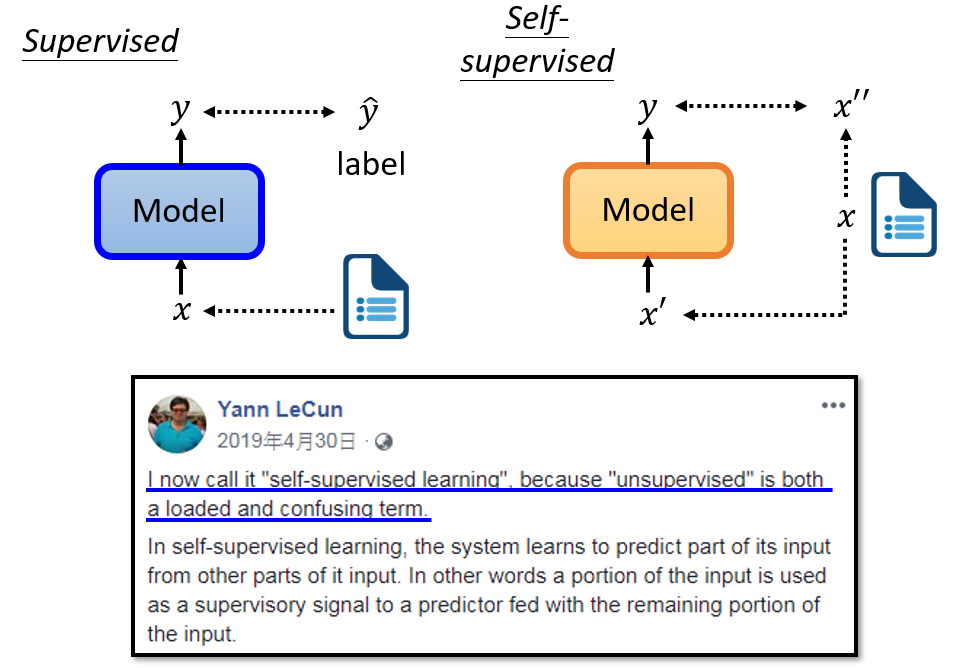 Supervised
Self-
supervised
y
ŷ
label
Model
x
y
x′′
Model
x
x′
Yann LeCun
2019年4月30日 ·
I now call it "self-supervised learning", because "unsupervised" is both
a loaded and confusing term.
In self-supervised learning, the system learns to predict part of its input
from other parts of it input. In other words a portion of the input is used
as a supervisory signal to a predictor fed with the remaining portion of
the input.